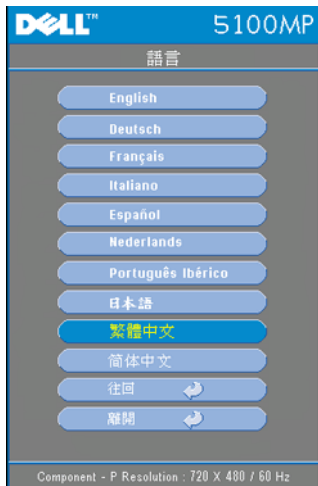 DELL™ 5100MP
語言
English
Deutsch
Français
Italiano
Español
Nederlands
Português Ibérico
日本語
繁體中文
简体中文
往回
離開
Component - P Resolution : 720 X 480 / 60 Hz